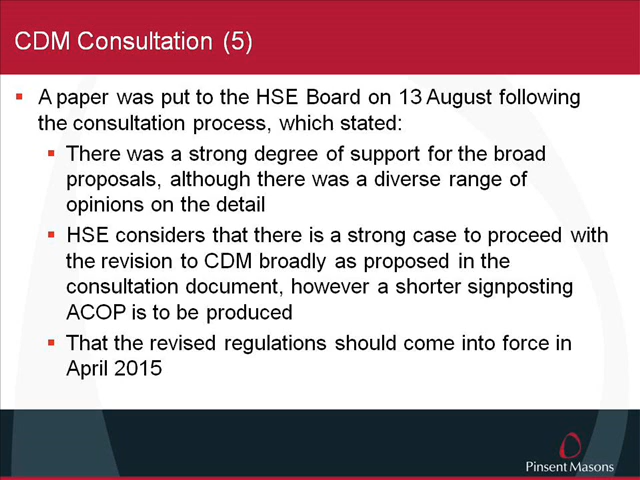 CDM Consultation (5)
A paper was put to the HSE Board on 13 August following
the consultation process, which stated:
There was a strong degree of support for the broad
proposals, although there was a diverse range of
opinions on the detail
HSE considers that there is a strong case to proceed with
the revision to CDM broadly as proposed in the
consultation document, however a shorter signposting
ACOP is to be produced
That the revised regulations should come into force in
April 2015
Pinsent Masons